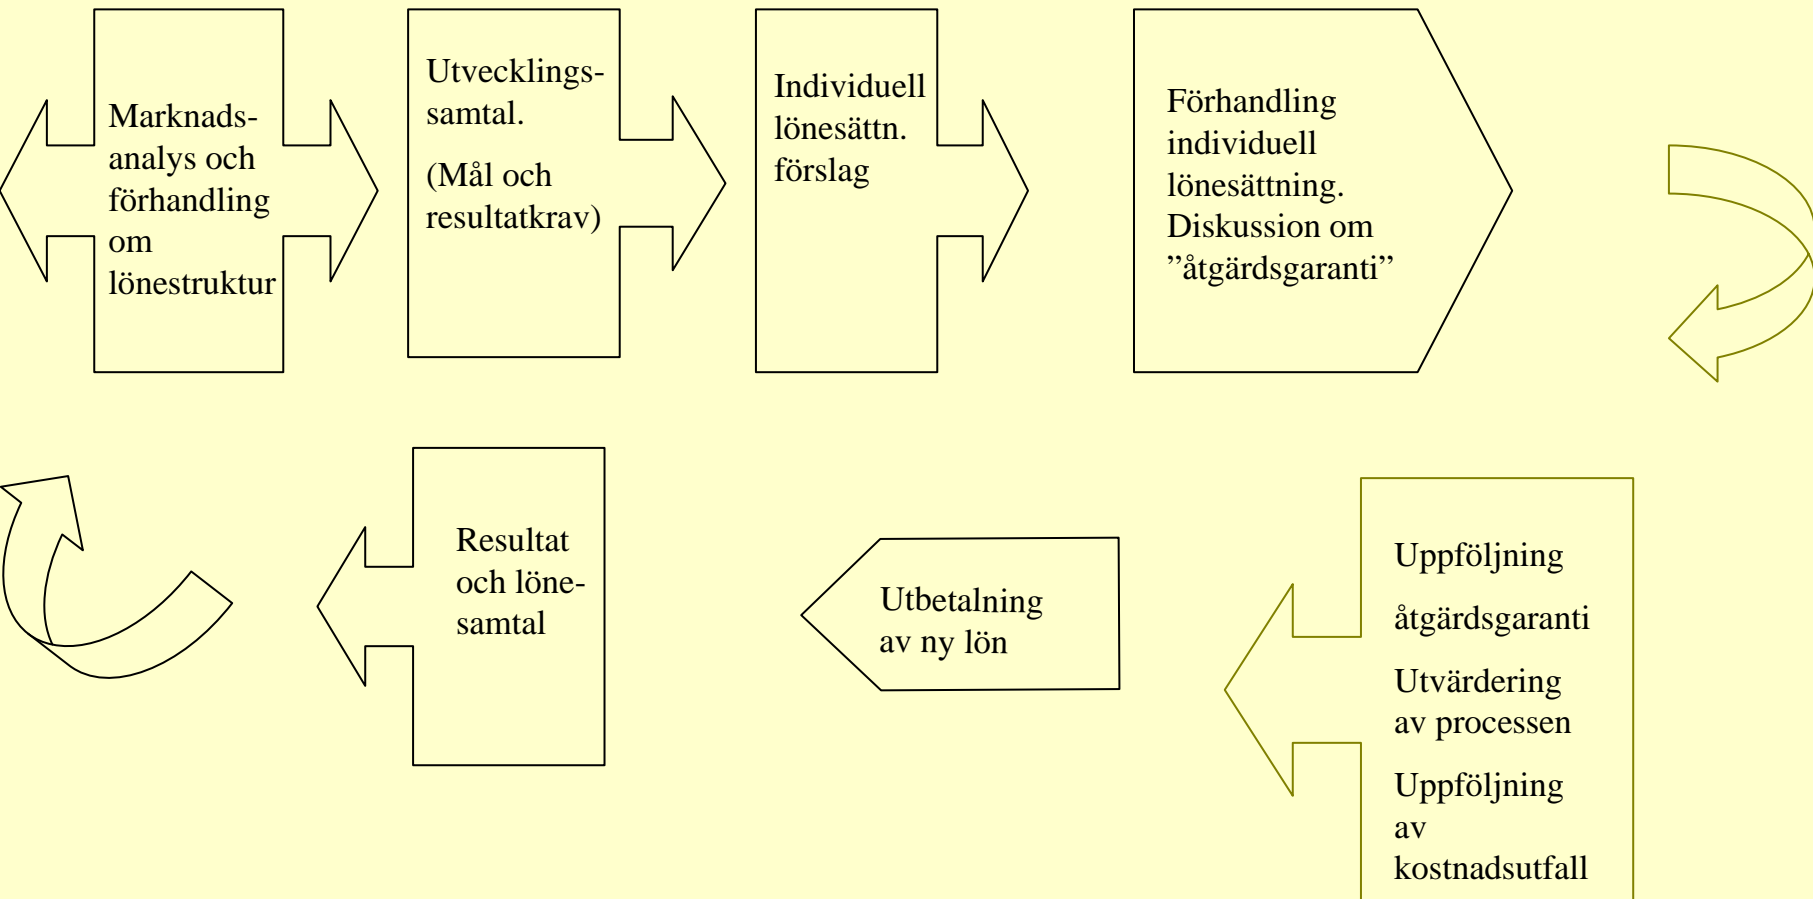 Marknads-
analys och
förhandling
om
lönestruktur
Utvecklings-
samtal.
(Mål och
resultatkrav)
Individuell
lönesättn.
förslag
Förhandling
individuell
lönesättning.
Diskussion om
”åtgärdsgaranti”
Resultat
och löne-
samtal
Utbetalning
av ny lön
Uppföljning
åtgärdsgaranti
Utvärdering
av processen
Uppföljning
av
kostnadsutfall